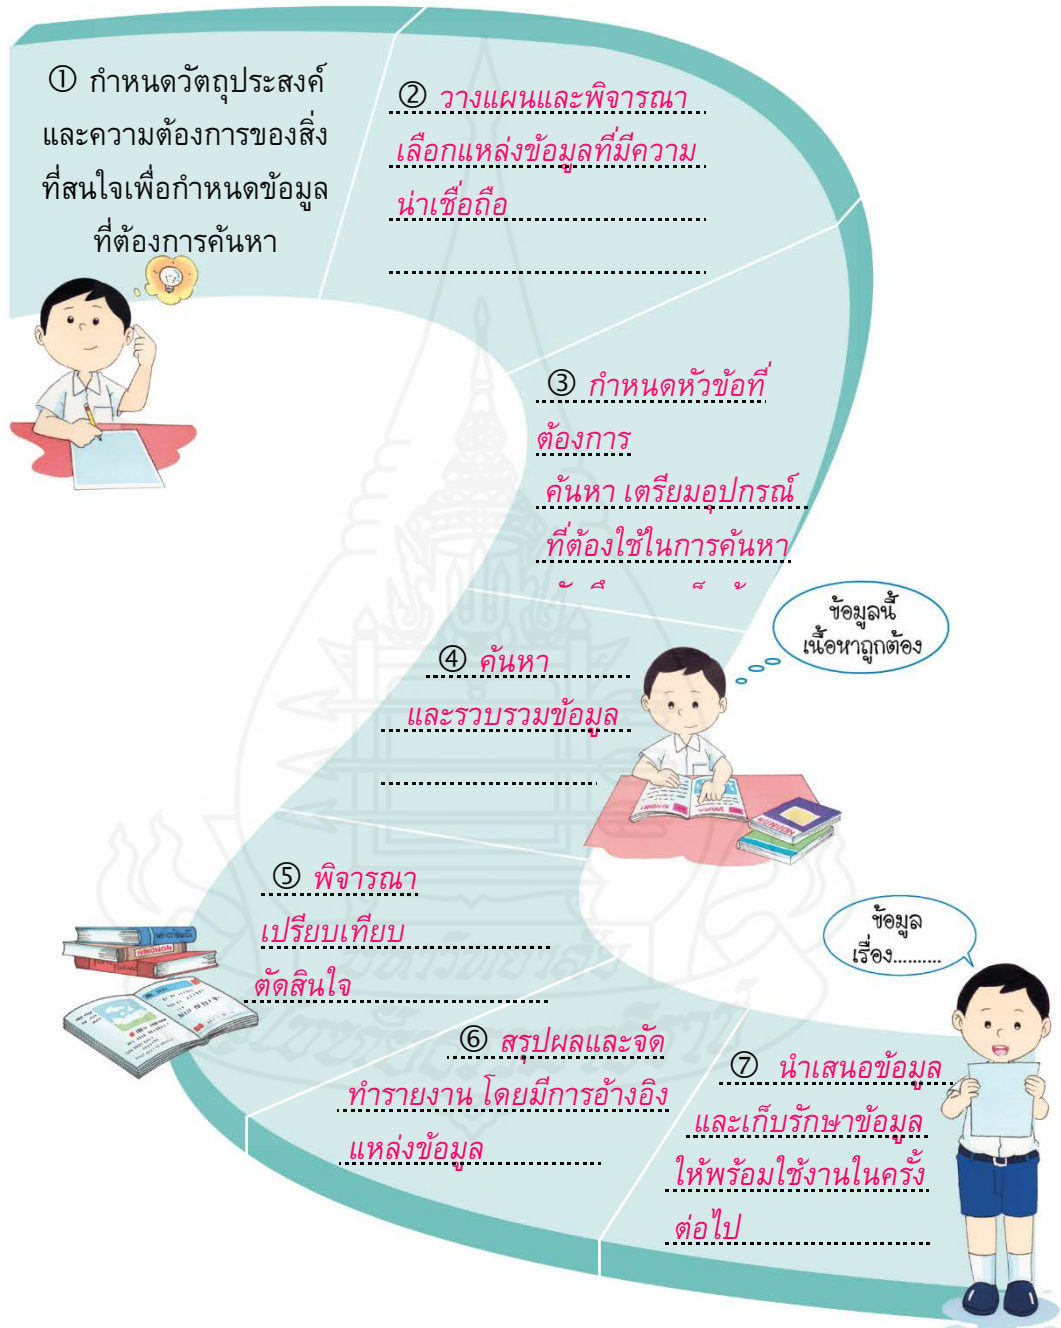 ① กำหนดวัตถุประสงค์
และความต้องการของสิ่ง
ที่สนใจเพื่อกำหนดข้อมูล
ที่ต้องการค้นหา
② วางแผนและพิจารณา
เลือกแหล่งข้อมูลที่มีความ
น่าเชื่อถือ
③ กำหนดหัวข้อที่
ต้องการ
ค้นหา เตรียมอุปกรณ์
ที่ต้องใช้ในการค้นหา
ข้อมูลนี้
เนื้อหาถูกต้อง
④ ค้นหา
และรวบรวมข้อมูล
⑤ พิจารณา
เปรียบเทียบ
ตัดสินใจ
ข้อมูล
เรื่อง..........
⑥ สรุปผลและจัด
ทำรายงาน โดยมีการอ้างอิง
แหล่งข้อมูล
⑦ นำเสนอข้อมูล
และเก็บรักษาข้อมูล
ให้พร้อมใช้งานในครั้ง
ต่อไป